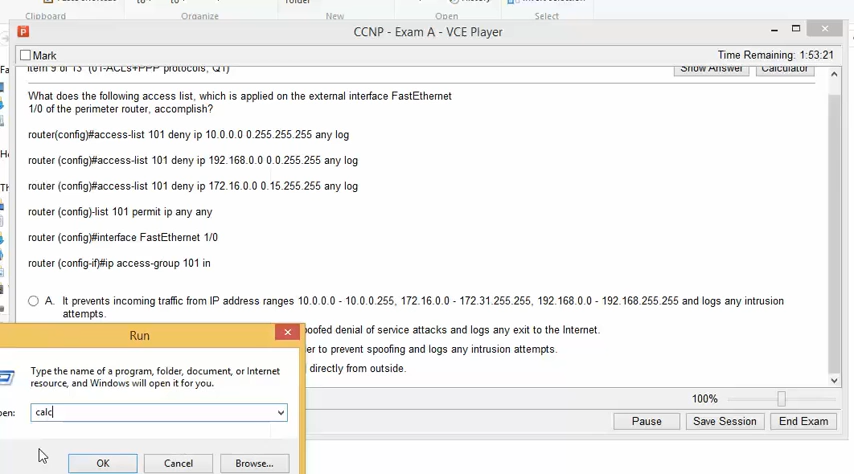 Clipboard
Organize
New
Open
Select
CCNP - Exam A - VCE Player
Mark
Time Remaining: 1:53:21
Item 9 of 13 (01-ACLs+PPP protocols, Q1)
Show Answer
Calculator
What does the following access list, which is applied on the external interface FastEthernet
1/0 of the perimeter router, accomplish?
router(config)#access-list 101 deny ip 10.0.0.0 0.255.255.255 any log
router (config)#access-list 101 deny ip 192.168.0.0 0.0.255.255 any log
router (config)#access-list 101 deny ip 172.16.0.0 0.15.255.255 any log
router (config)-list 101 permit ip any any
router (config)#interface FastEthernet 1/0
router (config-if)#ip access-group 101 in
A. It prevents incoming traffic from IP address ranges 10.0.0.0 - 10.0.0.255, 172.16.0.0 - 172.31.255.255, 192.168.0.0 - 192.168.255.255 and logs any intrusion
attempts.
oofed denial of service attacks and logs any exit to the Internet.
er to prevent spoofing and logs any intrusion attempts.
d directly from outside.
Run
Type the name of a program, folder, document, or Internet
resource, and Windows will open it for you.
pen:
calc
OK
Cancel
Browse...
100%
Pause
Save Session
End Exam